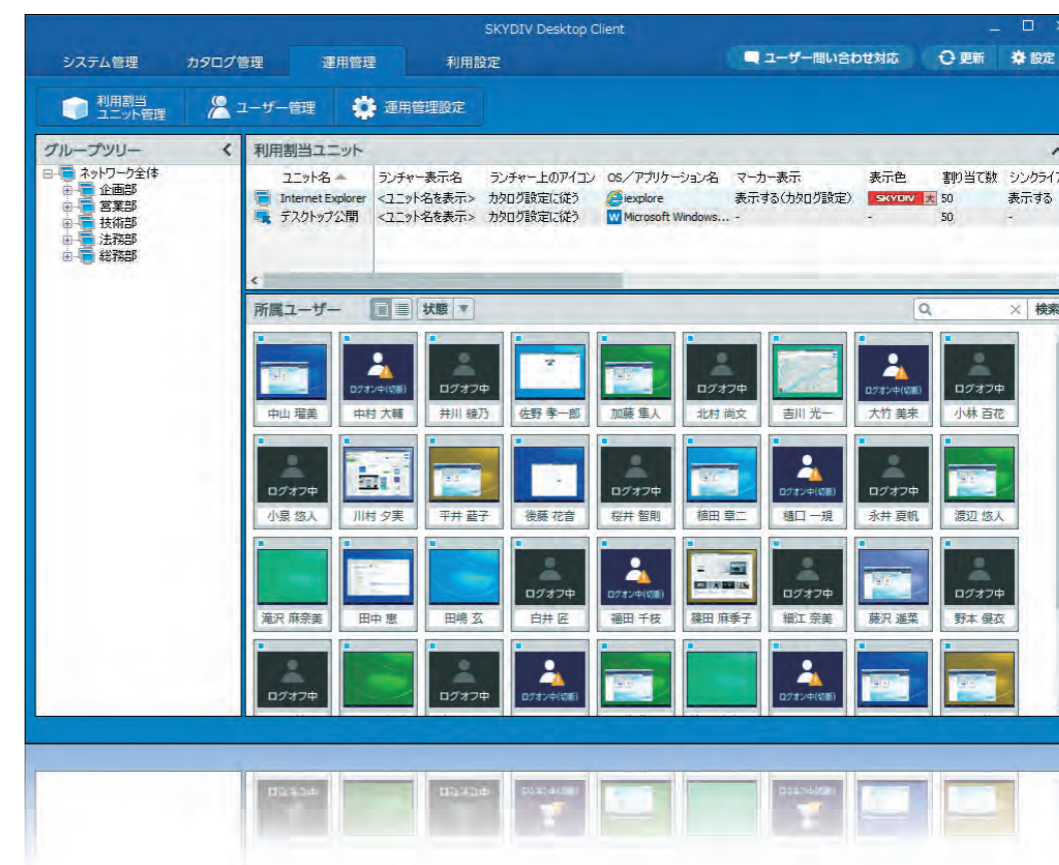 SKYDIV Desktop Client
システム管理 カタログ管理 運用管理 利用設定 ユーザー問い合わせ対応 更新 設定
利用割当
ユニット管理
ユーザー管理 運用管理設定
グループツリー
ネットワーク全体
企画部
営業部
技術部
法務部
総務部
利用割当ユニット
ユニット名 ランチャー表示名 ランチャー上のアイコン OS／アプリケーション名 マーカー表示 表示色 割り当て数 シンクライア
Internet Explorer <ユニット名を表示> カタログ設定に従う iexplore 表示する(カタログ設定) SKYDIV 大 50 表示する
デスクトップ公開 <ユニット名を表示> カタログ設定に従う Microsoft Windows... - - 50 -
所属ユーザー 状態 検索
ログオン中(切断) ログオフ中 ログオフ中 ログオン中(切断) ログオフ中
中山 瑠美 中村 大輔 井川 綾乃 佐野 孝一郎 加藤 隼人 北村 尚文 吉川 光一 大竹 美来 小林 百花
ログオフ中 ログオフ中 ログオン中(切断) ログオフ中
小泉 悠人 川村 夕実 平井 藍子 後藤 花音 桜井 智則 植田 章二 樋口 一規 永井 夏帆 渡辺 悠人
ログオフ中 ログオン中(切断) ログオフ中 ログオフ中
滝沢 麻奈美 田中 恵 田嶋 玄 白井 匠 福田 千枝 篠田 麻季子 細江 奈美 藤沢 遥菜 野本 優衣
ログオフ中 ログオフ中 ログオン中(切断) ログオン中(切断)